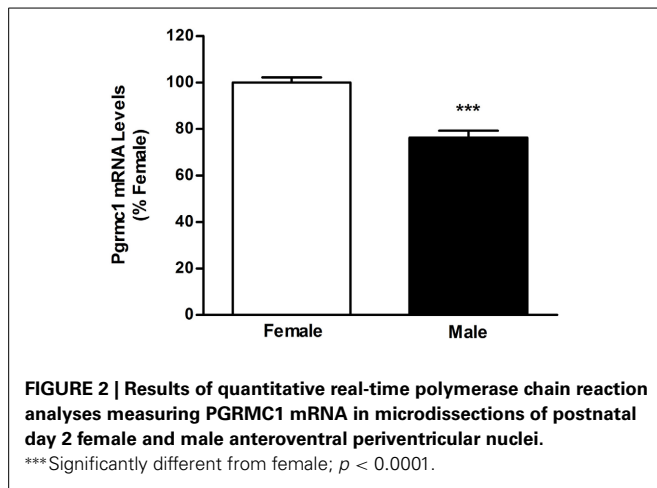 120
100
80
60
40
20
0
Pgrmc1 mRNA Levels
(% Female)
***
Female
Male
FIGURE 2 | Results of quantitative real-time polymerase chain reaction
analyses measuring PGRMC1 mRNA in microdissections of postnatal
day 2 female and male anteroventral periventricular nuclei.
***Significantly different from female; p < 0.0001.